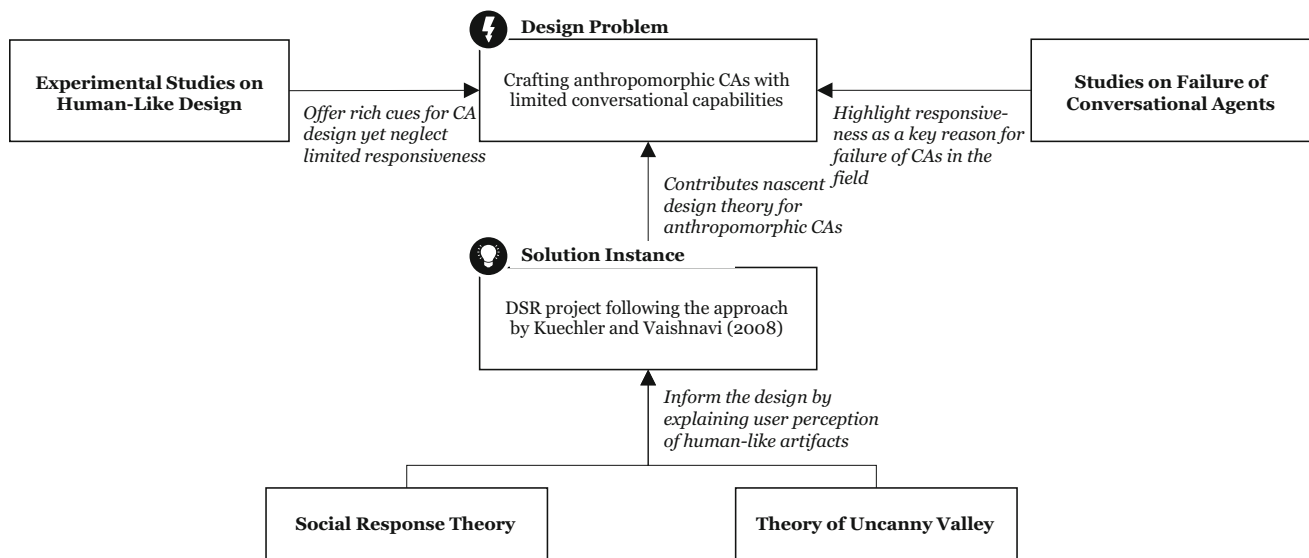 Design Problem
Experimental Studies on
Human-Like Design
Crafting anthropomorphic CAs with
limited conversational capabilities
Studies on Failure of
Conversational Agents
Offer rich cues for CA
design yet neglect
limited responsiveness
Highlight responsive-
ness as a key reason for
failure of CAs in the
field
Contributes nascent
design theory for
anthropomorphic CAs
Solution Instance
DSR project following the approach
by Kuechler and Vaishnavi (2008)
Inform the design by
explaining user perception
of human-like artifacts
Social Response Theory
Theory of Uncanny Valley